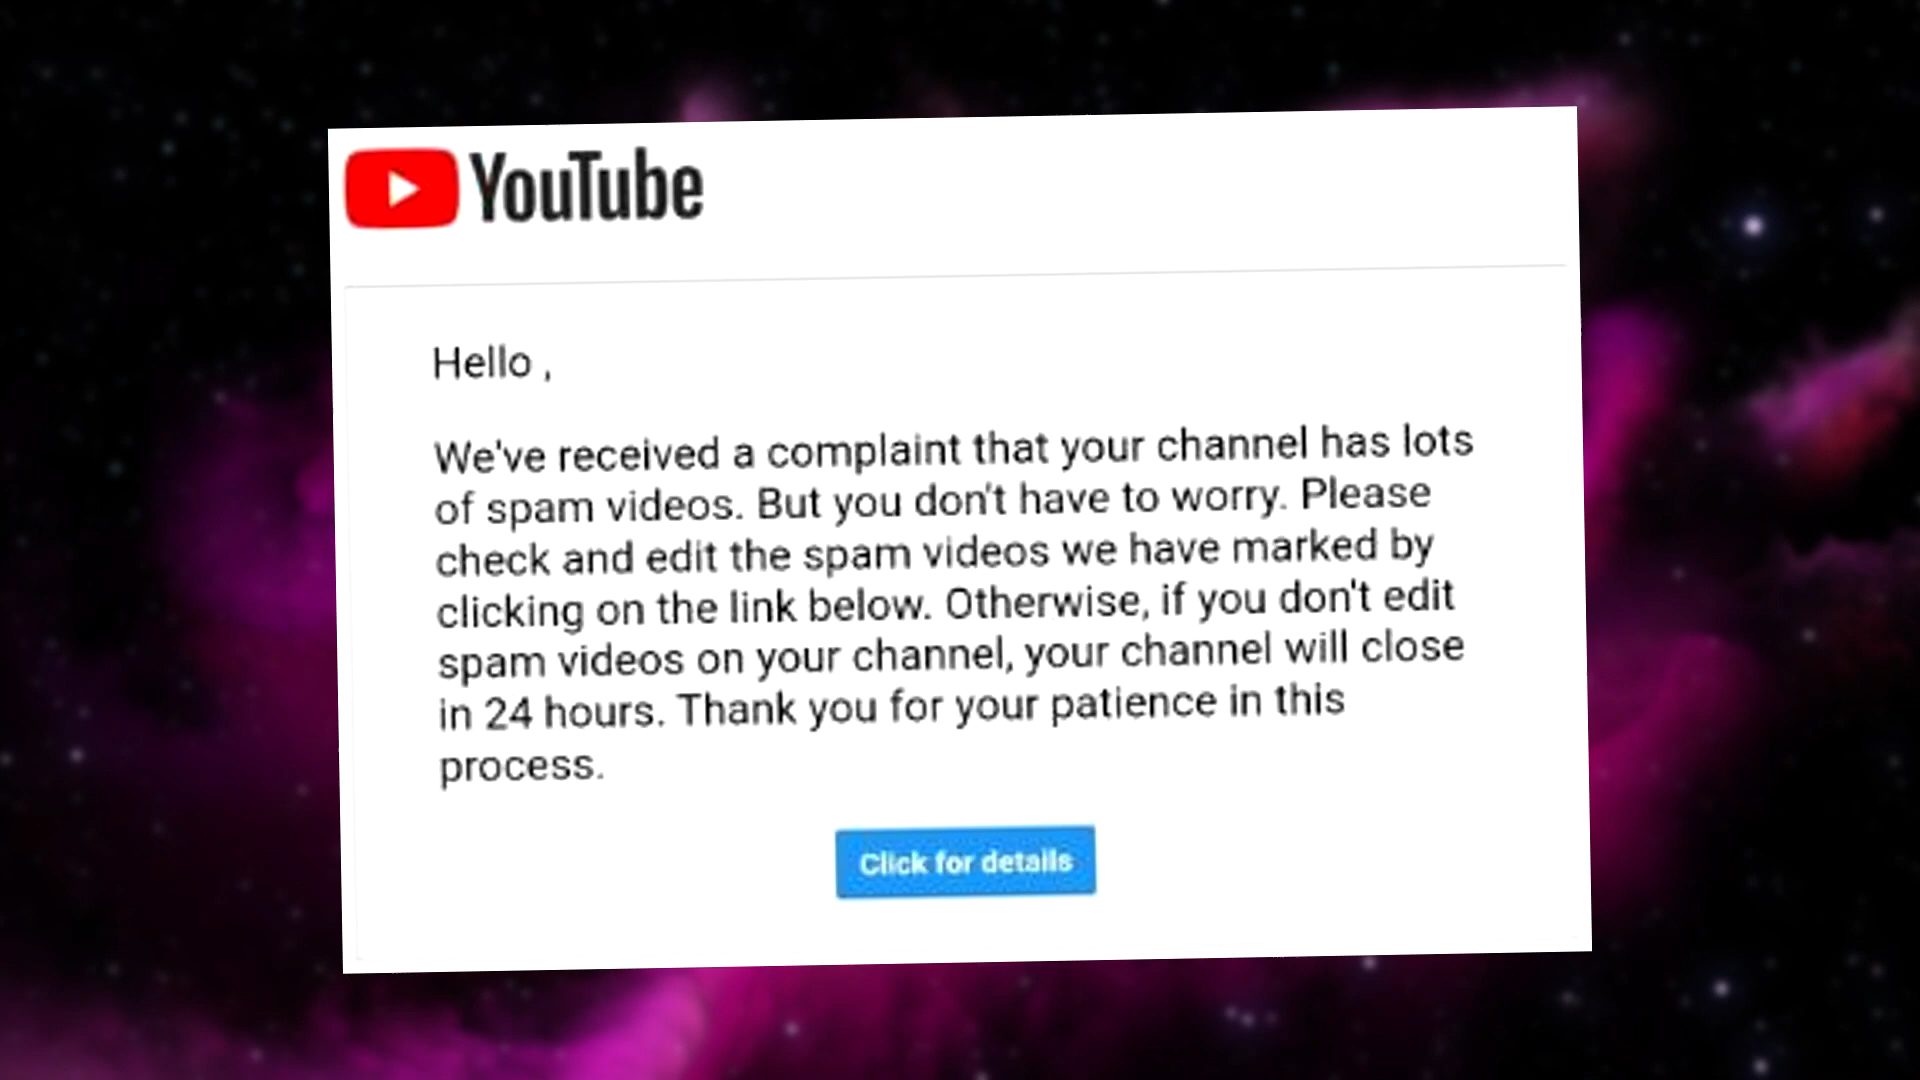 YouTube
Hello ,
We've received a complaint that your channel has lots
of spam videos. But you don't have to worry. Please
check and edit the spam videos we have marked by
clicking on the link below. Otherwise, if you don't edit
spam videos on your channel, your channel will close
in 24 hours. Thank you for your patience in this
process.
Click for details